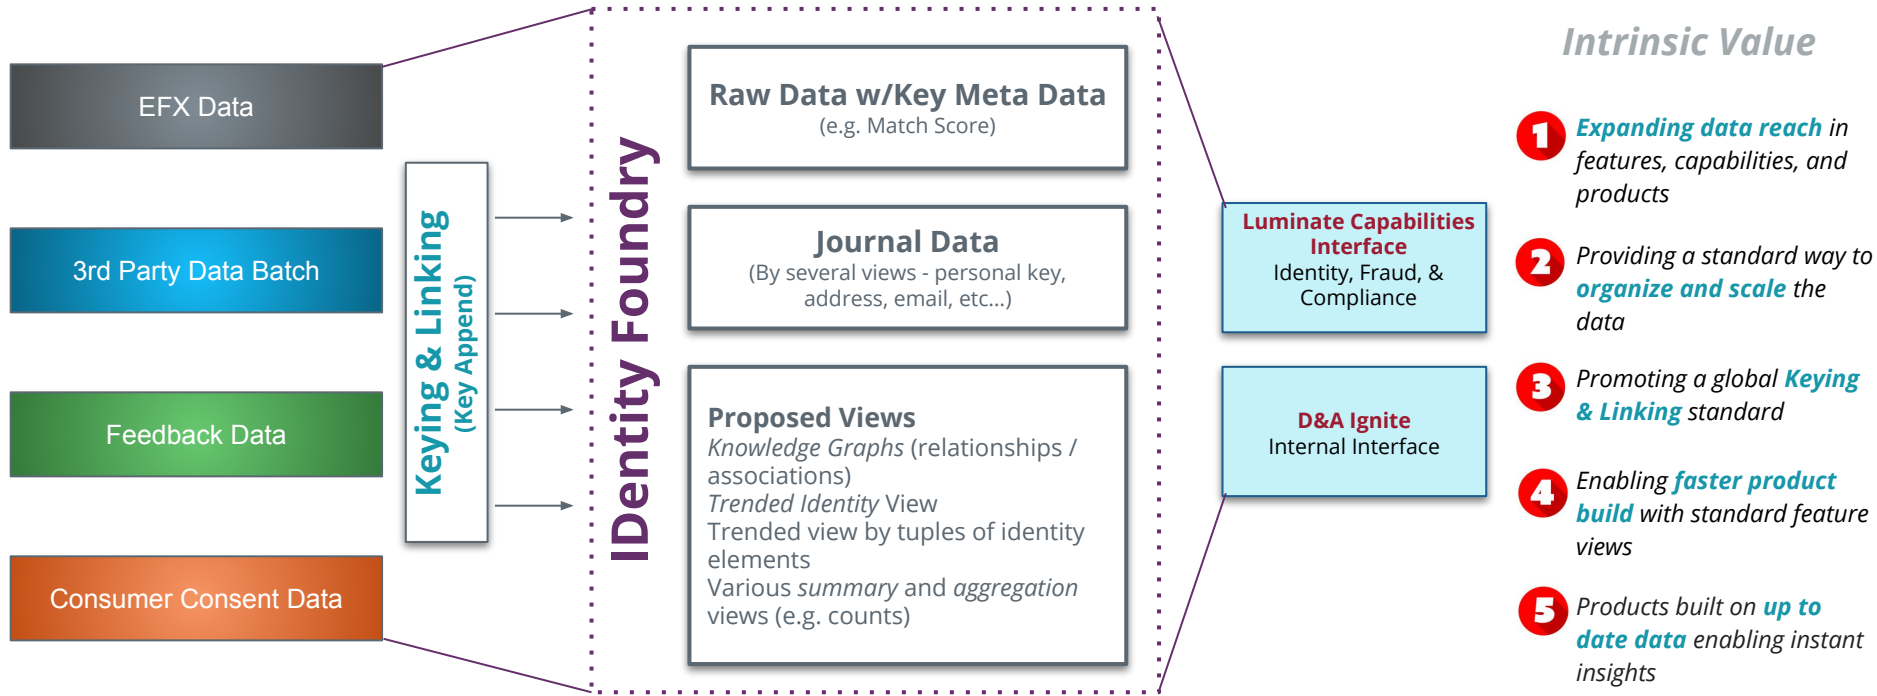 EFX Data
3rd Party Data Batch
Feedback Data
Consumer Consent Data
Keying & Linking
(Key Append)
IDentity Foundry
Raw Data w/Key Meta Data
(e.g. Match Score)
Journal Data
(By several views - personal key,
address, email, etc...)
Proposed Views
Knowledge Graphs (relationships /
associations)
Trended Identity View
Trended view by tuples of identity
elements
Various summary and aggregation
views (e.g. counts)
Luminate Capabilities
Interface
Identity, Fraud, &
Compliance
D&A Ignite
Internal Interface
Intrinsic Value
1 Expanding data reach in
features, capabilities, and
products
2 Providing a standard way to
organize and scale the
data
3 Promoting a global Keying
& Linking standard
4 Enabling faster product
build with standard feature
views
5 Products built on up to
date data enabling instant
insights